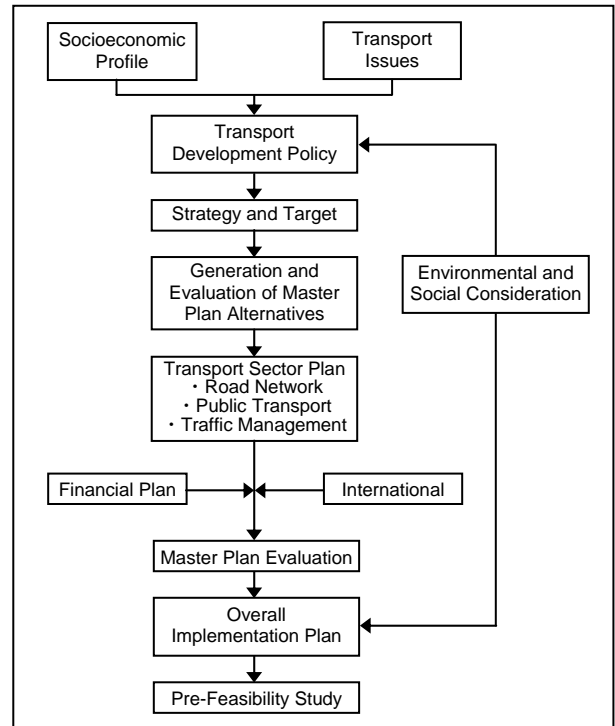 Socioeconomic
Profile
Transport
Issues
Transport
Development Policy
Strategy and Target
Generation and
Evaluation of Master
Plan Alternatives
Environmental and
Social Consideration
Transport Sector Plan
・Road Network
・Public Transport
・Traffic Management
Financial Plan
International
Master Plan Evaluation
Overall
Implementation Plan
Pre-Feasibility Study